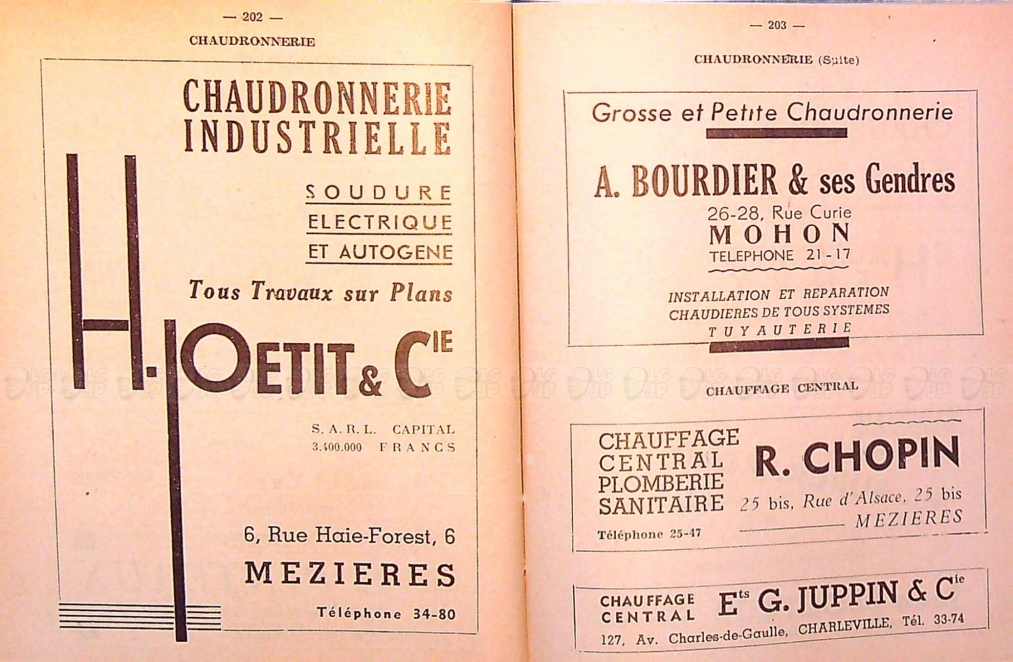 — 202 —
CHAUDRONNERIE
CHAUDRONNERIE
INDUSTRIELLE
SOUDURE
ELECTRIQUE
ET AUTOGENE
Tous Travaux sur Plans
H. PETIT & CIE
S. A. R. L. CAPITAL
3.400.000 FRANCS
6, Rue Haie-Forest, 6
MEZIERES
Téléphone 34-80
— 203 —
CHAUDRONNERIE (Suite)
Grosse et Petite Chaudronnerie
A. BOURDIER & ses Gendres
26-28, Rue Curie
MOHON
TELEPHONE 21-17
INSTALLATION ET REPARATION
CHAUDIERES DE TOUS SYSTEMES
TUYAUTERIE
CHAUFFAGE CENTRAL
CHAUFFAGE
CENTRAL
PLOMBERIE
SANITAIRE
Téléphone 25-47
R. CHOPIN
25 bis, Rue d'Alsace, 25 bis
MEZIERES
CHAUFFAGE
CENTRAL
Ets G. JUPPIN & Cie
127, Av. Charles-de-Gaulle, CHARLEVILLE, Tél. 33-74